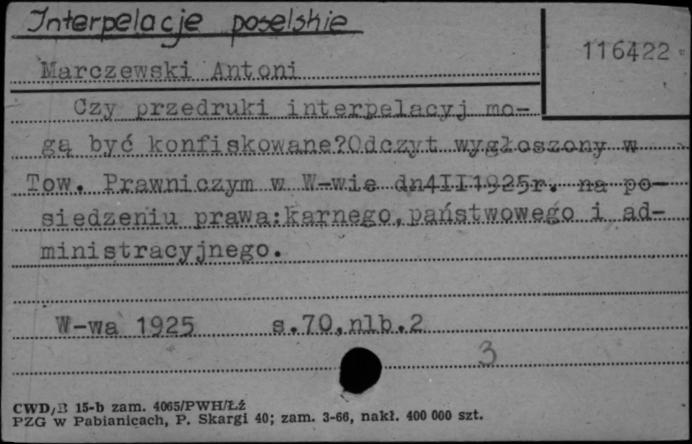 Interpelacje poselskie
116422
Marczewski Antoni
Czy przedruki interpelacyj mo-
gą być konfiskowane?Odczyt wygłoszony w
Tow. Prawniczym w W-wie dn4II1925r. na po-
siedzeniu prawa:karnego,państwowego i ad-
ministracyjnego.
W-wa 1925 s.70,nlb.2
3
CWD/B 15-b zam. 4065/PWH/Łź
PZG w Pabianicach, P. Skargi 40; zam. 3-66, nakł. 400 000 szt.